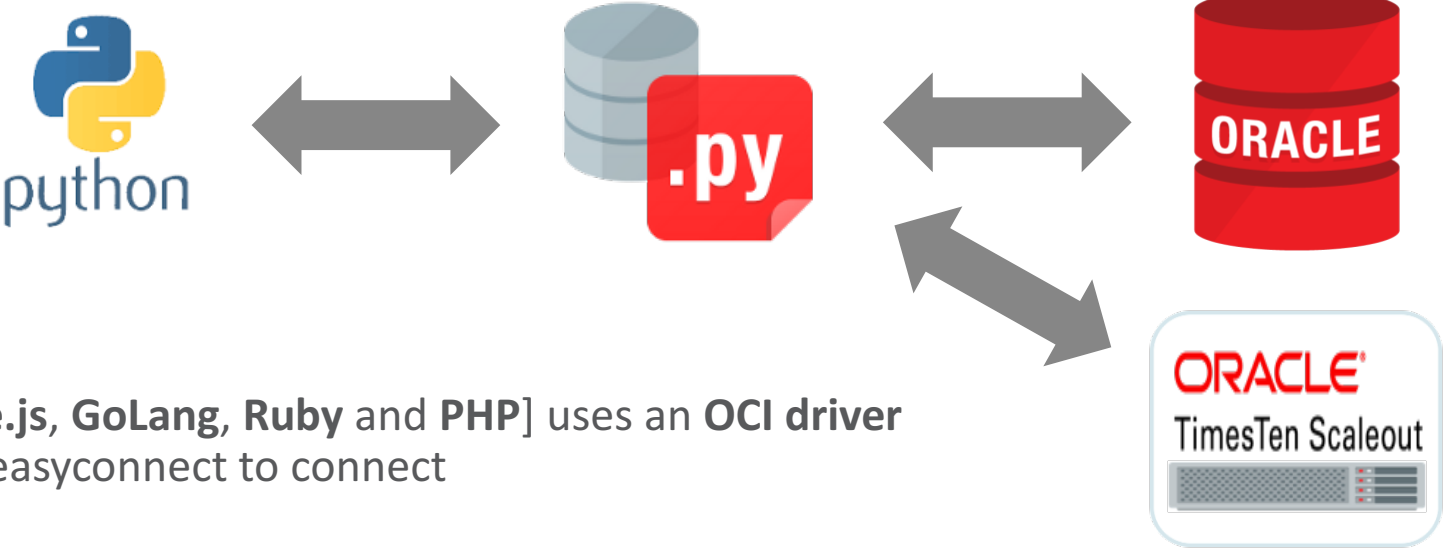 python
.py
ORACLE
ORACLE®
TimesTen Scaleout
e.js, GoLang, Ruby and PHP] uses an OCI driver
easyconnect to connect